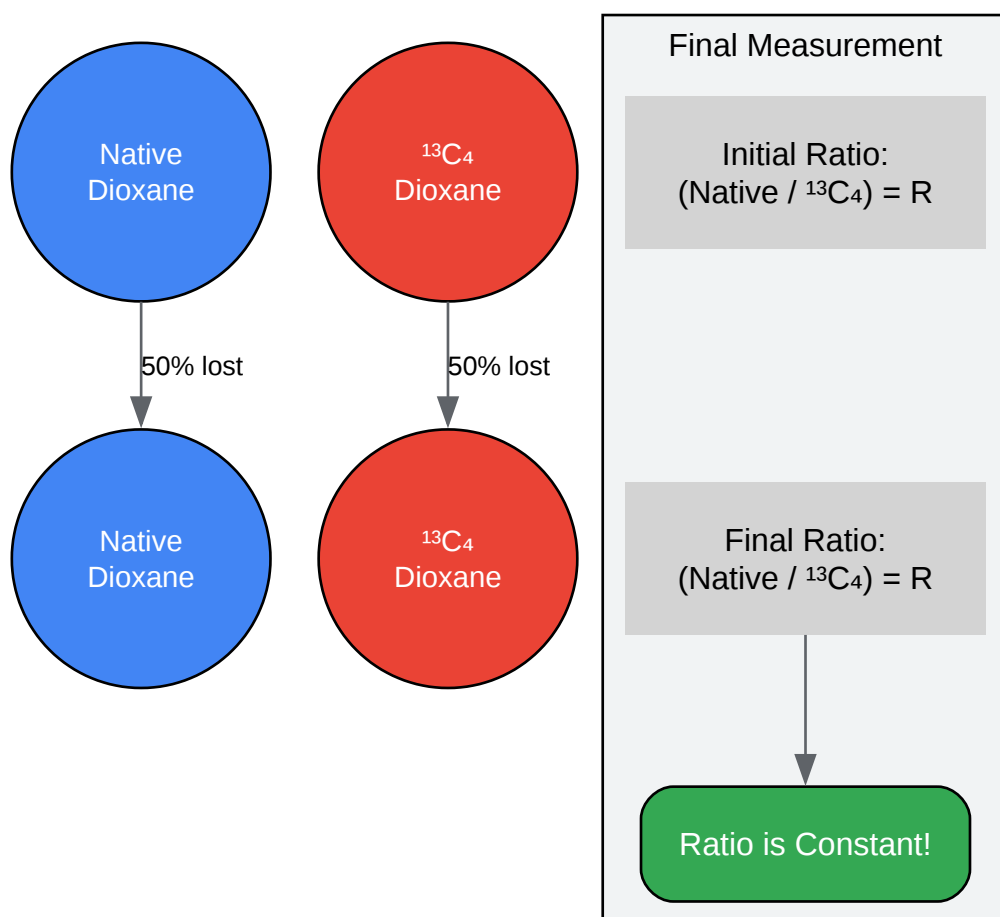 Final Measurement
Native
Dioxane
¹³C₄
Dioxane
Initial Ratio:
(Native / ¹³C₄) = R
50% lost
50% lost
Native
Dioxane
¹³C₄
Dioxane
Final Ratio:
(Native / ¹³C₄) = R
Ratio is Constant!